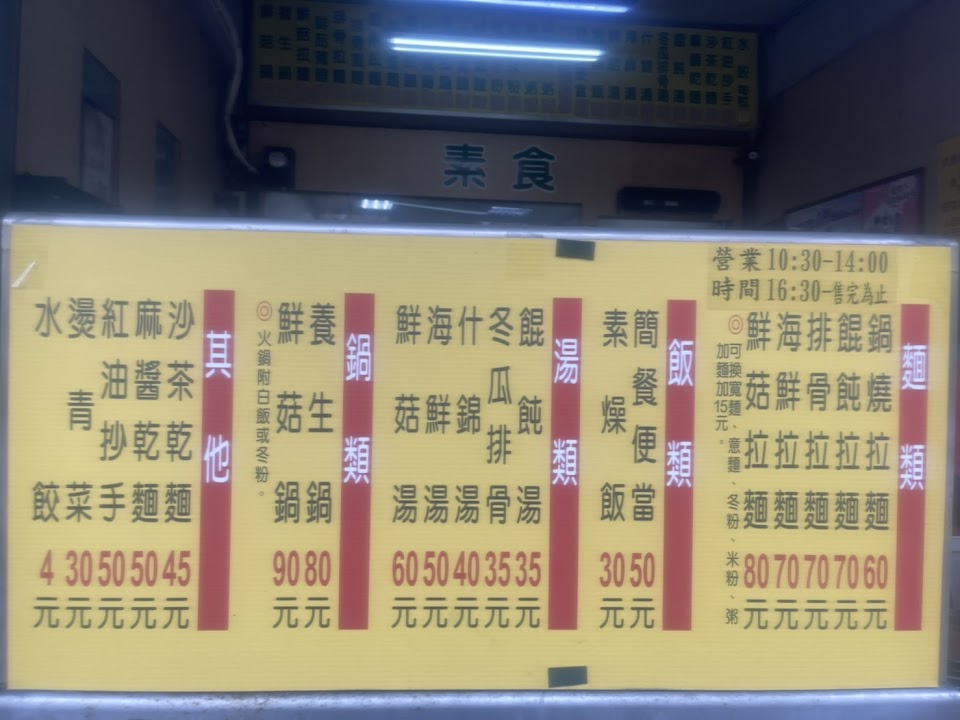 素食
營業10:30-14:00
時間16:30-售完為止
麵類
鍋燒拉麵60元
餛飩拉麵70元
排骨拉麵70元
海鮮拉麵70元
鮮菇拉麵80元
◎可換寬麵、意麵、冬粉、米粉、粥
加麵加15元。
飯類
簡餐便當50元
素燥飯30元
湯類
餛飩湯35元
冬瓜排骨35元
什錦湯40元
海鮮湯50元
鮮菇湯60元
鍋類
養生鍋80元
鮮菇鍋90元
◎火鍋附白飯或冬粉。
其他
沙茶乾麵45元
麻醬乾麵50元
紅油抄手50元
燙青菜30元
水餃4元